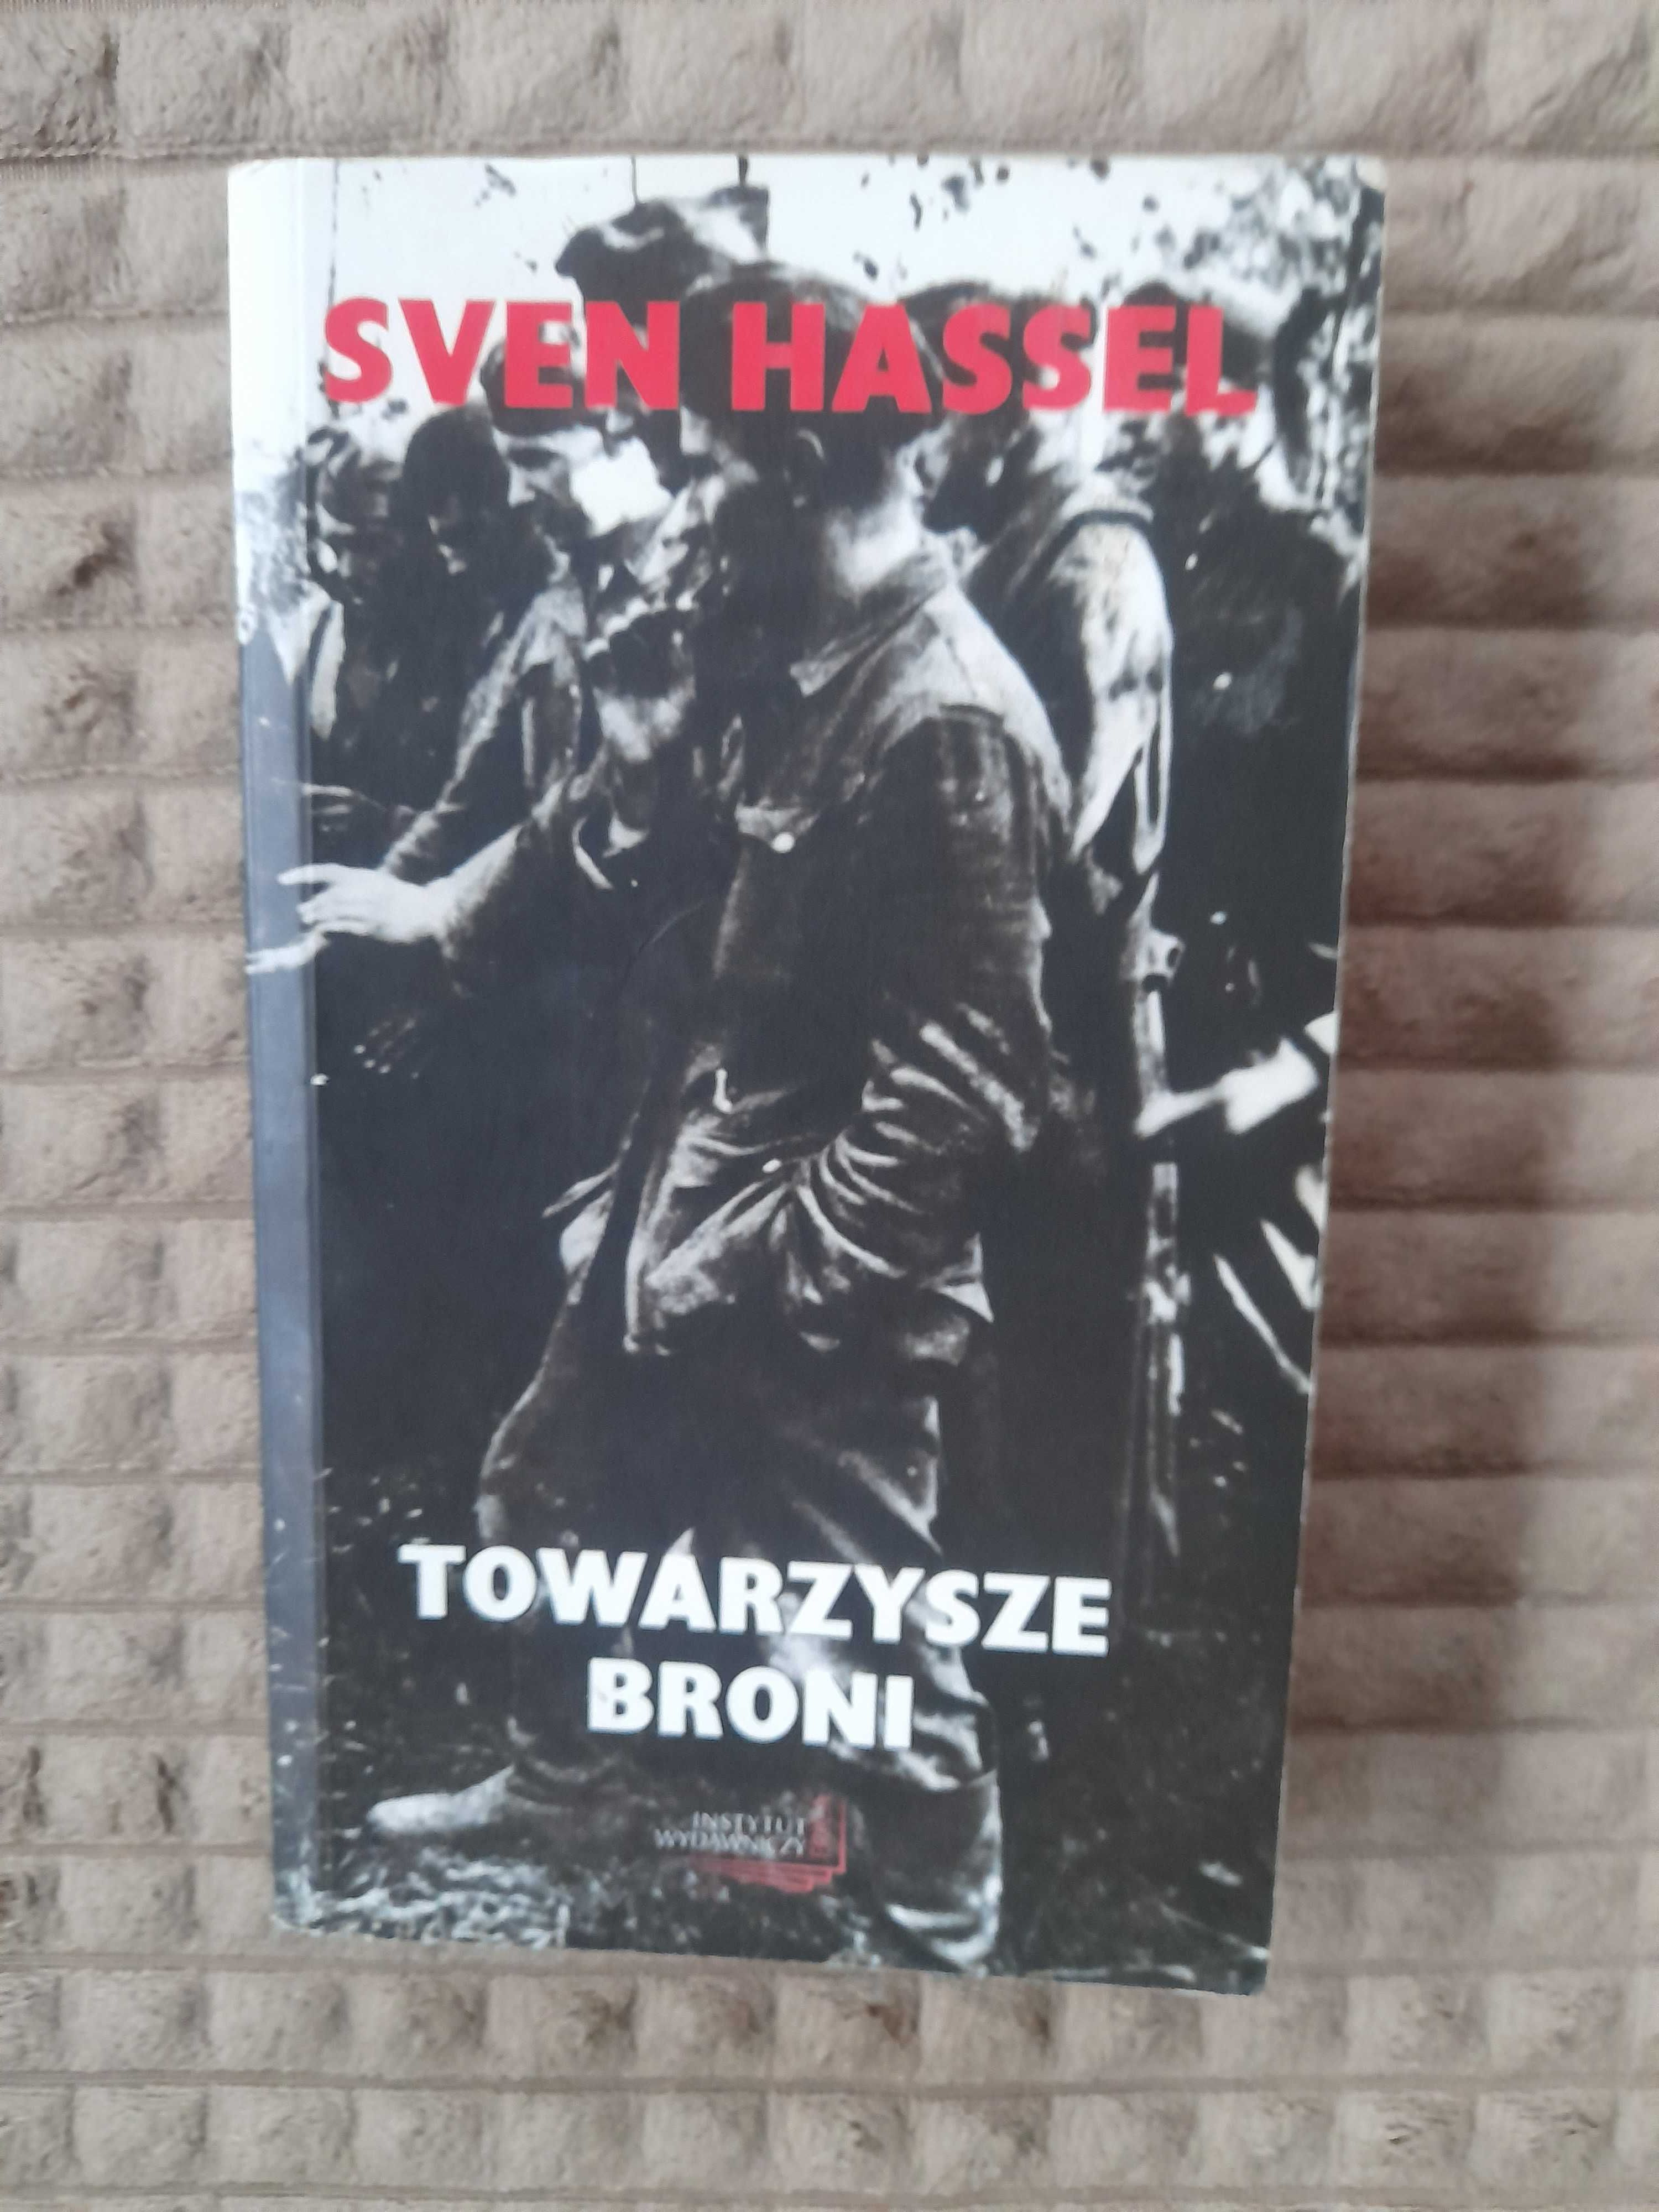 SVEN HASSEL
TOWARZYSZE
BRONI
INSTYTUT
WYDAWNICZY